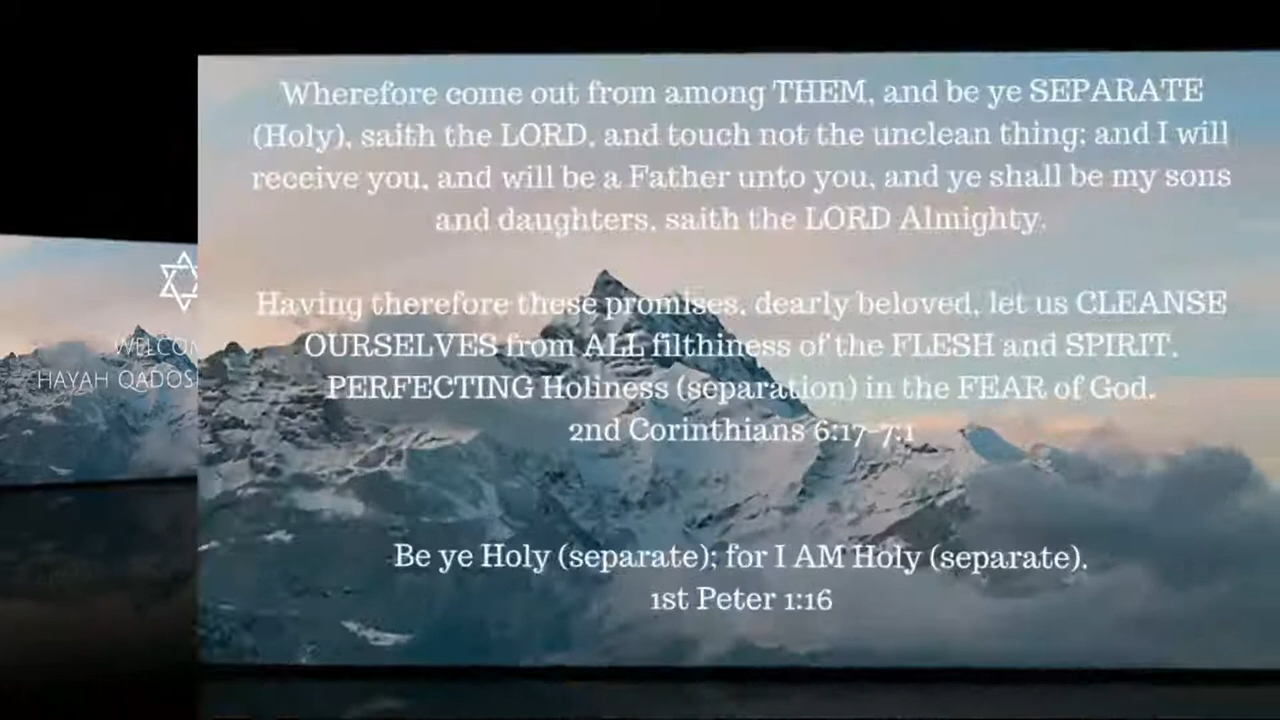 Wherefore come out from among THEM, and be ye SEPARATE
(Holy), saith the LORD, and touch not the unclean thing; and I will
receive you, and will be a Father unto you, and ye shall be my sons
and daughters, saith the LORD Almighty.
Having therefore these promises, dearly beloved, let us CLEANSE
OURSELVES from ALL filthiness of the FLESH and SPIRIT,
PERFECTING Holiness (separation) in the FEAR of God.
2nd Corinthians 6:17-7:1
Be ye Holy (separate); for I AM Holy (separate).
1st Peter 1:16
HAYAH